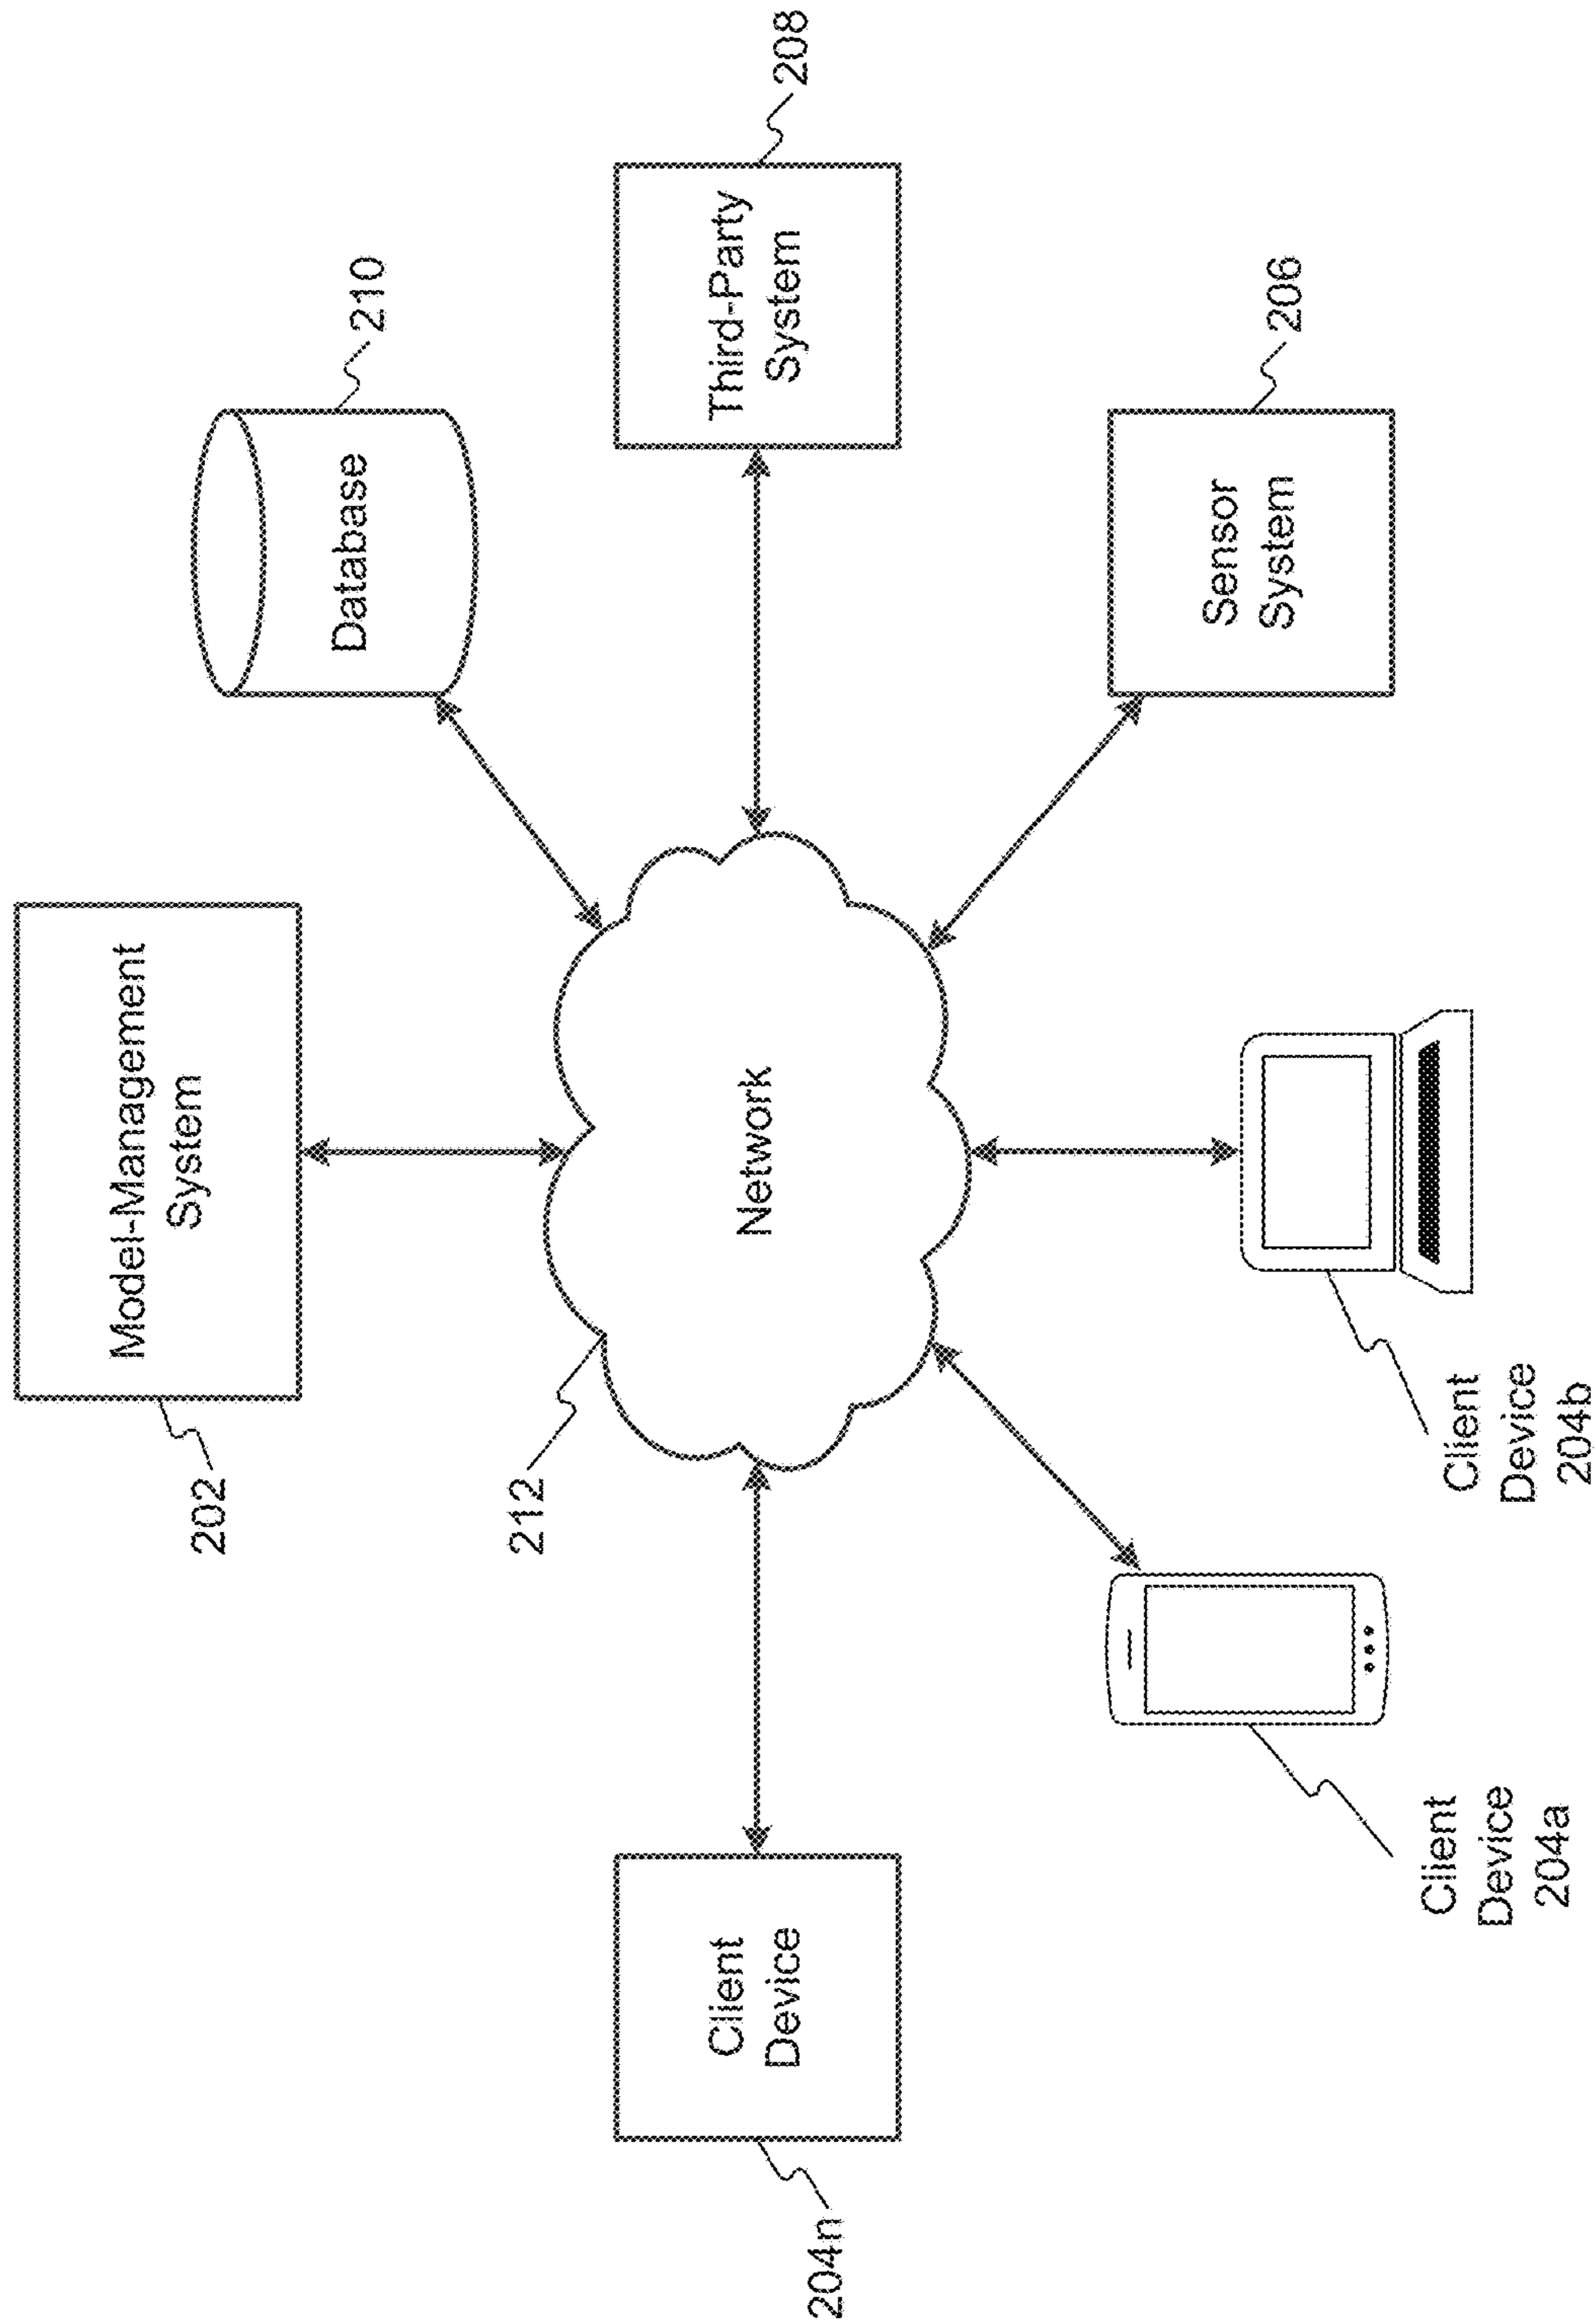 Model-Management
System
202
Database
210
212
Network
Client
Device
204n
Third-Party
System
208
Client
Device
204a
Client
Device
204b
Sensor
System
206